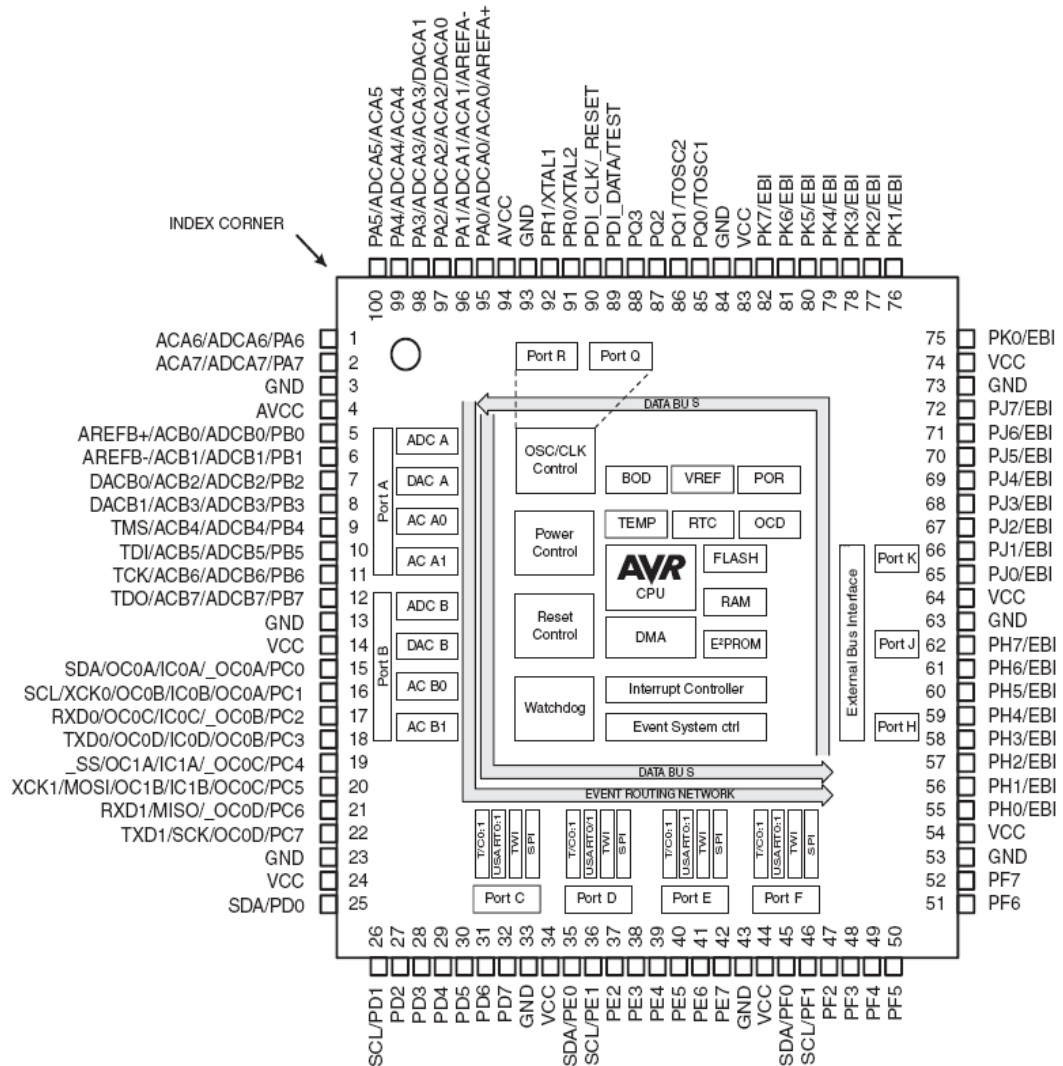 PA5/ADCA5/ACA5
PA4/ADCA4/ACA4
PA3/ADCA3/ACA3/DACA1
PA2/ADCA2/ACA2/DACA0
PA1/ADCA1/ACA1/AREFA-
PA0/ADCA0/ACA0/AREFA+
AVCC
GND
PR1/XTAL1
PR0/XTAL2
PDI_CLK/_RESET
PDI_DATA/TEST
PQ3
PQ2
PQ1/TOSC2
PQ0/TOSC1
GND
VCC
PK7/EBI
PK6/EBI
PK5/EBI
PK4/EBI
PK3/EBI
PK2/EBI
PK1/EBI
INDEX CORNER
100 99 98 97 96 95 94 93 92 91 90 89 88 87 86 85 84 83 82 81 80 79 78 77 76
ACA6/ADCA6/PA6 1
ACA7/ADCA7/PA7 2
GND 3
AVCC 4
AREFB+/ACB0/ADCB0/PB0 5
AREFB-/ACB1/ADCB1/PB1 6
DACB0/ACB2/ADCB2/PB2 7
DACB1/ACB3/ADCB3/PB3 8
TMS/ACB4/ADCB4/PB4 9
TDI/ACB5/ADCB5/PB5 10
TCK/ACB6/ADCB6/PB6 11
TDO/ACB7/ADCB7/PB7 12
GND 13
VCC 14
SDA/OC0A/IC0A/_OC0A/PC0 15
SCL/XCK0/OC0B/IC0B/OC0A/PC1 16
RXD0/OC0C/IC0C/_OC0B/PC2 17
TXD0/OC0D/IC0D/OC0B/PC3 18
_SS/OC1A/IC1A/_OC0C/PC4 19
XCK1/MOSI/OC1B/IC1B/OC0C/PC5 20
RXD1/MISO/_OC0D/PC6 21
TXD1/SCK/OC0D/PC7 22
GND 23
VCC 24
SDA/PD0 25
Port R
Port Q
DATA BUS
Port A
ADC A
DAC A
AC A0
AC A1
Port B
ADC B
DAC B
AC B0
AC B1
OSC/CLK
Control
Power
Control
Reset
Control
Watchdog
BOD
VREF
POR
TEMP
RTC
OCD
AVR
CPU
FLASH
RAM
DMA
E²PROM
Interrupt Controller
Event System ctrl
External Bus Interface
Port K
Port J
Port H
DATA BUS
EVENT ROUTING NETWORK
T/C0:1
USART0:1
TWI
SPI
T/C0:1
USART0/1
TWI
SPI
T/C0:1
USART0:1
TWI
SPI
T/C0:1
USART0:1
TWI
SPI
Port C
Port D
Port E
Port F
75 PK0/EBI
74 VCC
73 GND
72 PJ7/EBI
71 PJ6/EBI
70 PJ5/EBI
69 PJ4/EBI
68 PJ3/EBI
67 PJ2/EBI
66 PJ1/EBI
65 PJ0/EBI
64 VCC
63 GND
62 PH7/EBI
61 PH6/EBI
60 PH5/EBI
59 PH4/EBI
58 PH3/EBI
57 PH2/EBI
56 PH1/EBI
55 PH0/EBI
54 VCC
53 GND
52 PF7
51 PF6
26 27 28 29 30 31 32 33 34 35 36 37 38 39 40 41 42 43 44 45 46 47 48 49 50
SCL/PD1
PD2
PD3
PD4
PD5
PD6
PD7
GND
VCC
SDA/PE0
SCL/PE1
PE2
PE3
PE4
PE5
PE6
PE7
GND
VCC
SDA/PF0
SCL/PF1
PF2
PF3
PF4
PF5